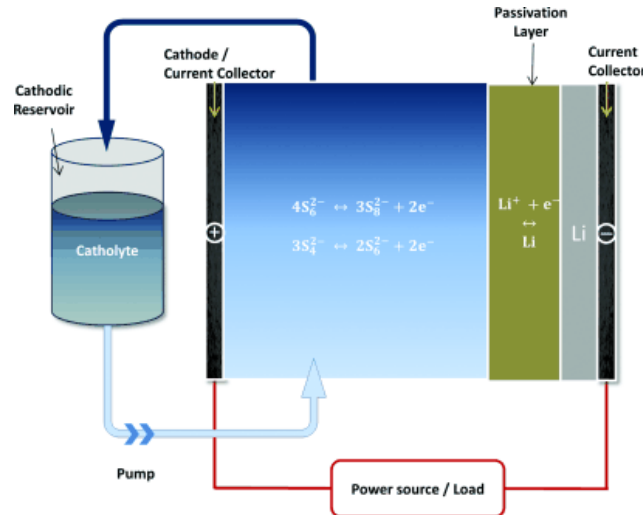 Cathode /
Current Collector
Passivation
Layer
Current
Collector
Cathodic
Reservoir
Catholyte
+
4S₆²⁻ ↔ 3S₈²⁻ + 2e⁻
3S₄²⁻ ↔ 2S₆²⁻ + 2e⁻
Li⁺ + e⁻
↔
Li
Li
−
Pump
Power source / Load